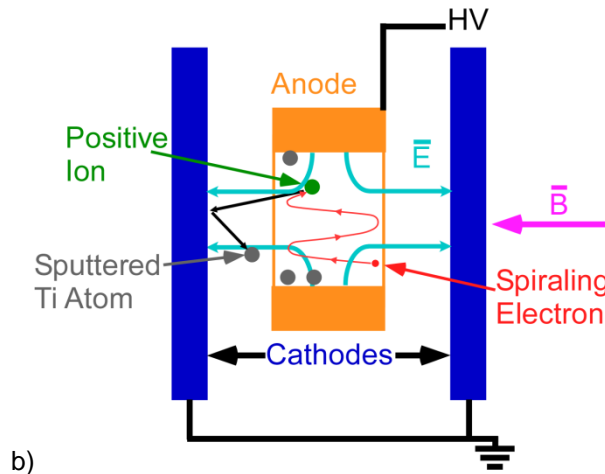 HV
Anode
Positive
Ion
E
B
Sputtered
Ti Atom
Spiraling
Electron
Cathodes
b)